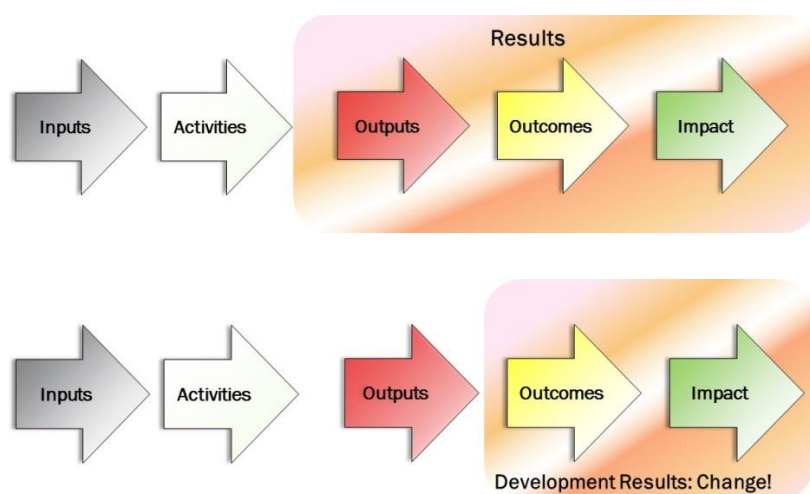 Results
Inputs
Activities
Outputs
Outcomes
Impact
Inputs
Activities
Outputs
Outcomes
Impact
Development Results: Change!